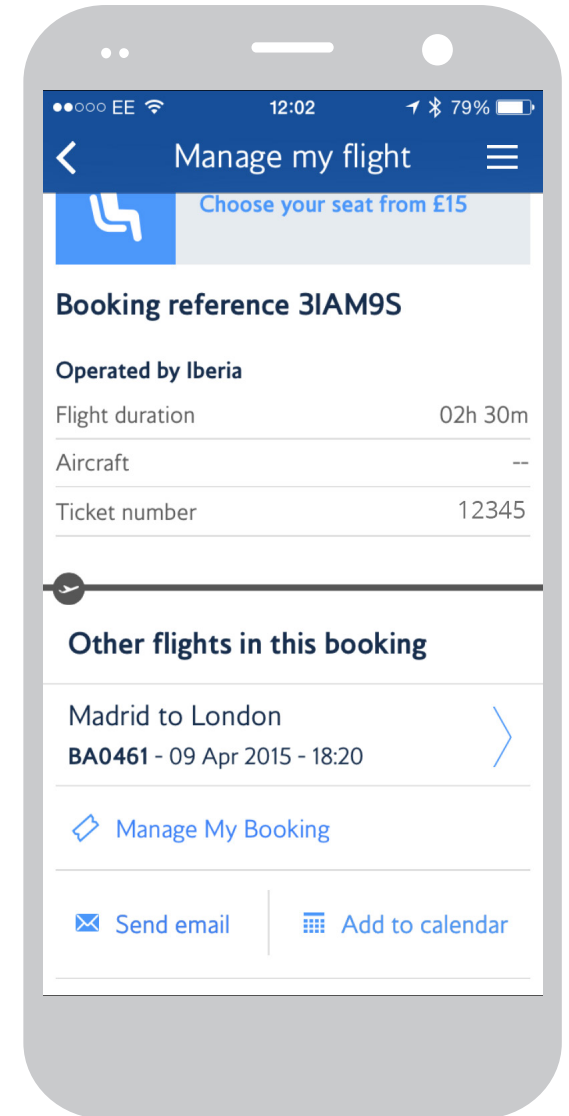 ●●○○○ EE 12:02 79%
Manage my flight
Choose your seat from £15
Booking reference 3IAM9S
Operated by Iberia
Flight duration 02h 30m
Aircraft --
Ticket number 12345
Other flights in this booking
Madrid to London
BA0461 - 09 Apr 2015 - 18:20
Manage My Booking
Send email Add to calendar